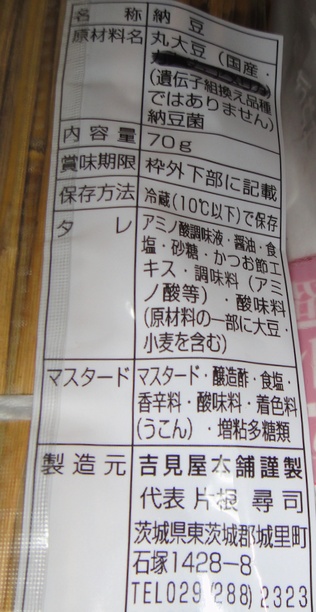 名称 納豆
原材料名 丸大豆(国産・
(遺伝子組換え品種
ではありません)
納豆菌
内容量 70g
賞味期限 枠外下部に記載
保存方法 冷蔵(10℃以下)で保存
タレ アミノ酸調味液・醤油・食
塩・砂糖・かつお節エ
キス・調味料(アミ
ノ酸等)・酸味料
(原材料の一部に大豆・
小麦を含む)
マスタード マスタード・醸造酢・食塩・
香辛料・酸味料・着色料
(うこん)・増粘多糖類
製造元 吉見屋本舗謹製
代表 片根 尋司
茨城県東茨城郡城里町
石塚1428-8
TEL029(288)2323